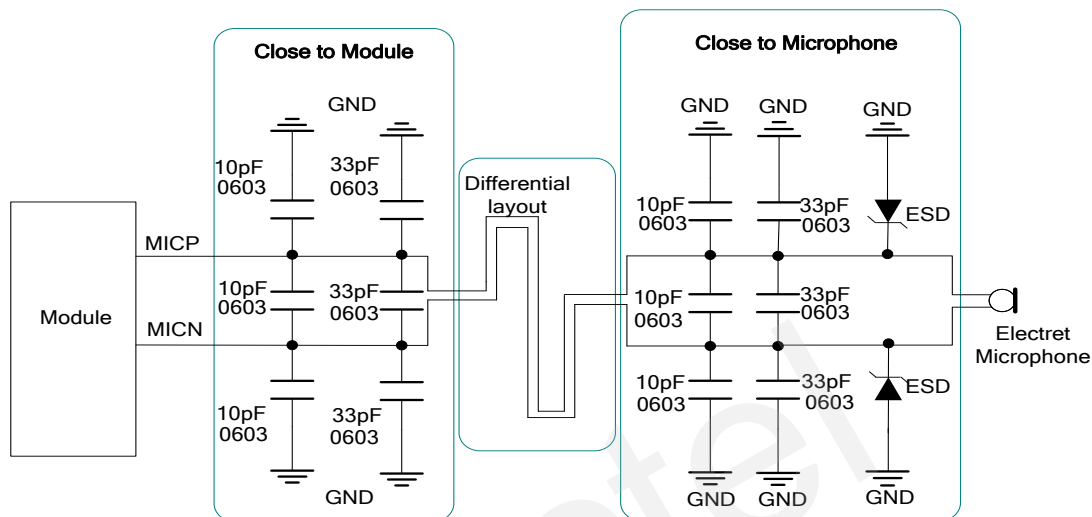 Close to Module
Close to Microphone
GND
GND
GND
GND
10pF
0603
33pF
0603
Differential
layout
10pF
0603
33pF
0603
ESD
MICP
10pF
0603
33pF
0603
10pF
0603
33pF
0603
Module
MICN
Electret
Microphone
10pF
0603
33pF
0603
10pF
0603
33pF
0603
ESD
GND
GND
GND
GND